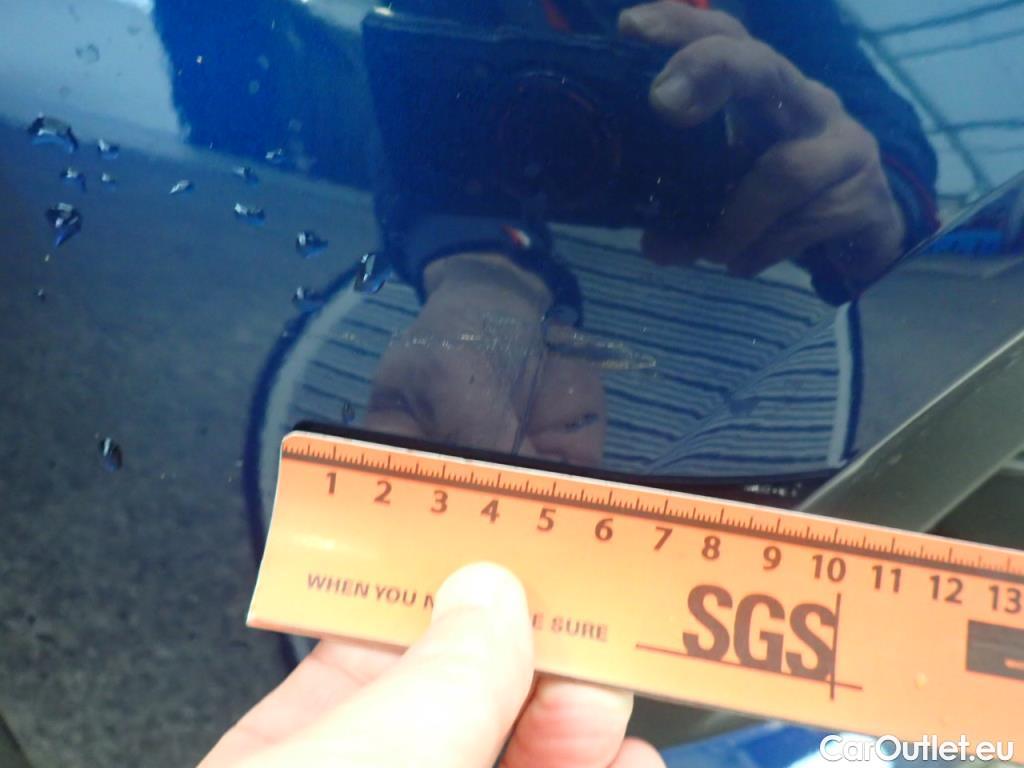 1 2 3 4 5 6 7 8 9 10 11 12 13
WHEN YOU N E SURE
SGS
CarOutlet.eu